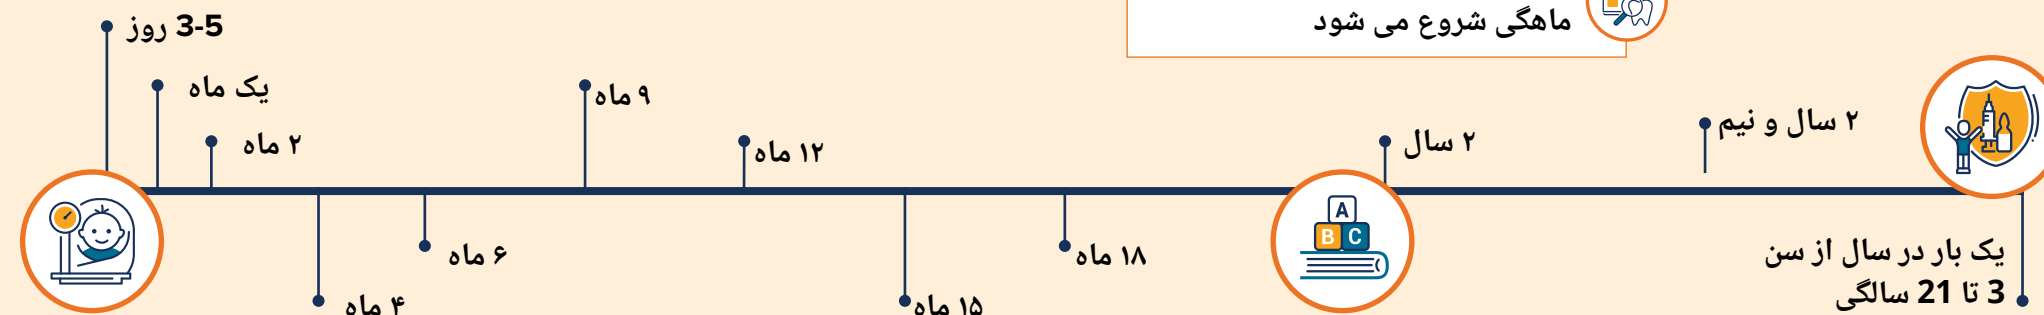 ماهگی شروع می شود
3-5 روز
یک ماه
۲ ماه
۴ ماه
۶ ماه
۹ ماه
۱۲ ماه
۱۵ ماه
۱۸ ماه
۲ سال
۲ سال و نیم
یک بار در سال از سن
3 تا 21 سالگی
A
B C